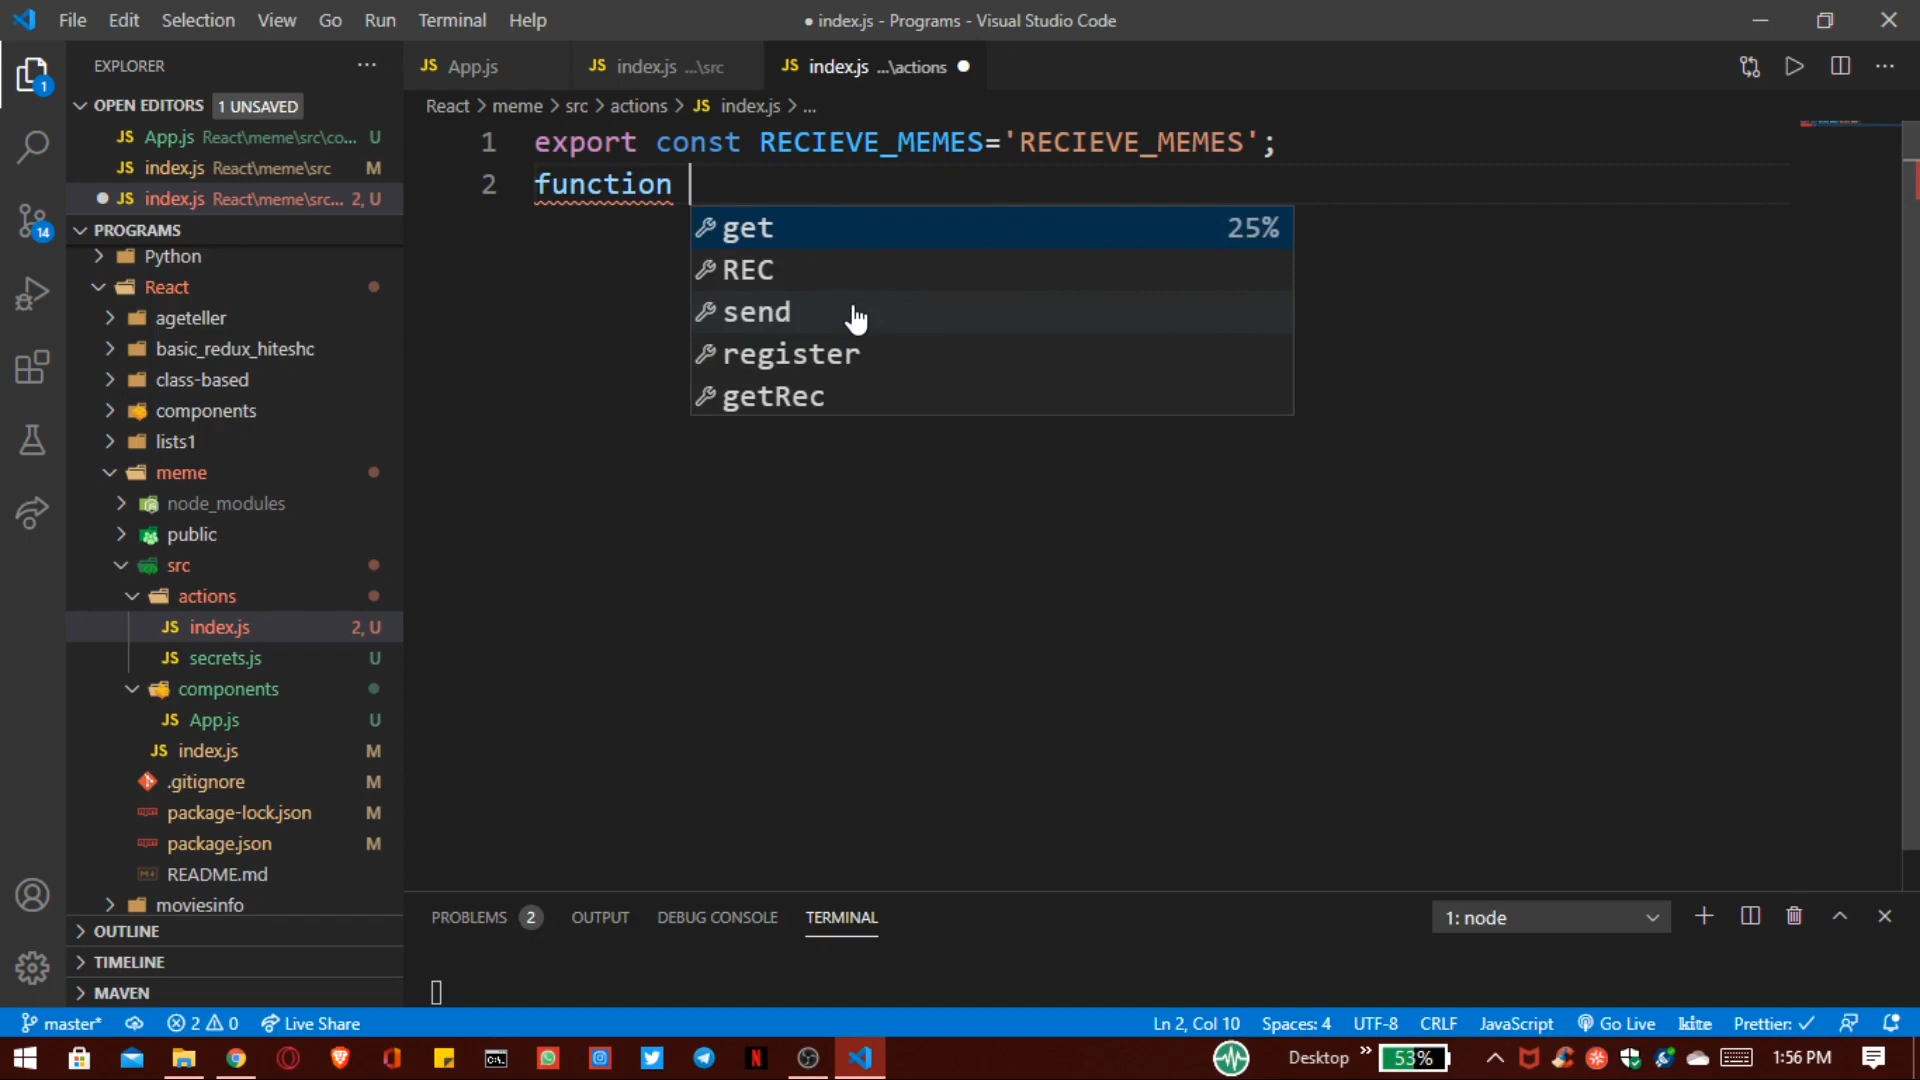 File Edit Selection View Go Run Terminal Help
● index.js - Programs - Visual Studio Code
EXPLORER
OPEN EDITORS 1 UNSAVED
JS App.js React\meme\src\co... U
JS index.js React\meme\src M
JS index.js React\meme\src... 2, U
PROGRAMS
Python
React
ageteller
basic_redux_hiteshc
class-based
components
lists1
meme
node_modules
public
src
actions
JS index.js 2, U
JS secrets.js U
components
JS App.js U
JS index.js M
.gitignore M
package-lock.json M
package.json M
README.md
moviesinfo
OUTLINE
TIMELINE
MAVEN
1
14
JS App.js JS index.js ...\src JS index.js ...\actions
React > meme > src > actions > JS index.js > ...
1 export const RECIEVE_MEMES='RECIEVE_MEMES';
2 function
get 25%
REC
send
register
getRec
PROBLEMS 2 OUTPUT DEBUG CONSOLE TERMINAL 1: node
master* 2 0 Live Share Ln 2, Col 10 Spaces: 4 UTF-8 CRLF JavaScript Go Live kite Prettier: ✓
Desktop » 53% 1:56 PM